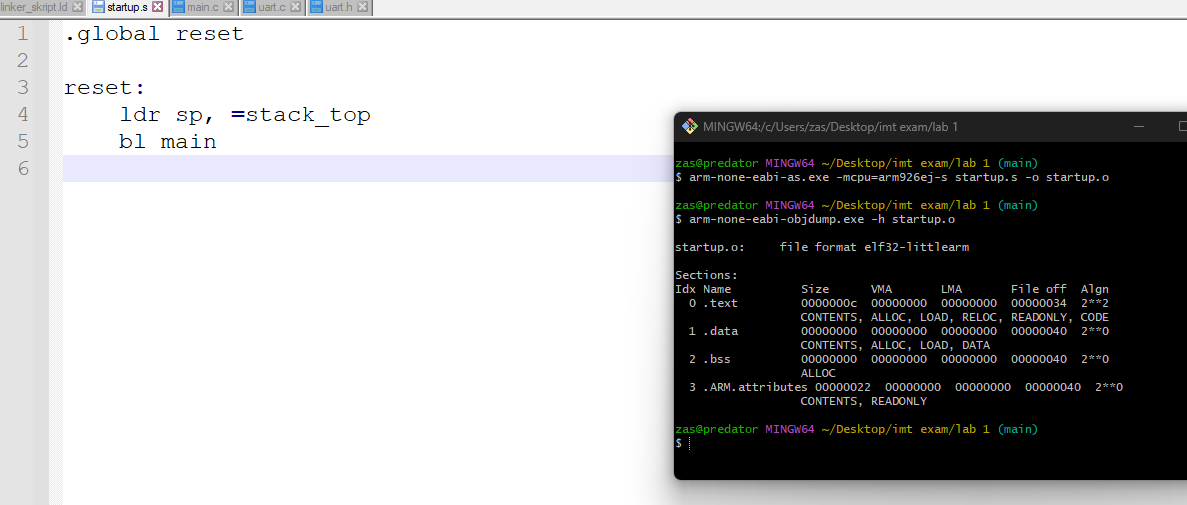 linker_skript.ld startup.s main.c uart.c uart.h
1 .global reset
2
3 reset:
4 ldr sp, =stack_top
5 bl main
6
MINGW64:/c/Users/zas/Desktop/imt exam/lab 1
zas@predator MINGW64 ~/Desktop/imt exam/lab 1 (main)
$ arm-none-eabi-as.exe -mcpu=arm926ej-s startup.s -o startup.o
zas@predator MINGW64 ~/Desktop/imt exam/lab 1 (main)
$ arm-none-eabi-objdump.exe -h startup.o
startup.o:     file format elf32-littlearm
Sections:
Idx Name          Size      VMA       LMA       File off  Algn
  0 .text         0000000c  00000000  00000000  00000034  2**2
                  CONTENTS, ALLOC, LOAD, RELOC, READONLY, CODE
  1 .data         00000000  00000000  00000000  00000040  2**0
                  CONTENTS, ALLOC, LOAD, DATA
  2 .bss          00000000  00000000  00000000  00000040  2**0
                  ALLOC
  3 .ARM.attributes 00000022  00000000  00000000  00000040  2**0
                  CONTENTS, READONLY
zas@predator MINGW64 ~/Desktop/imt exam/lab 1 (main)
$